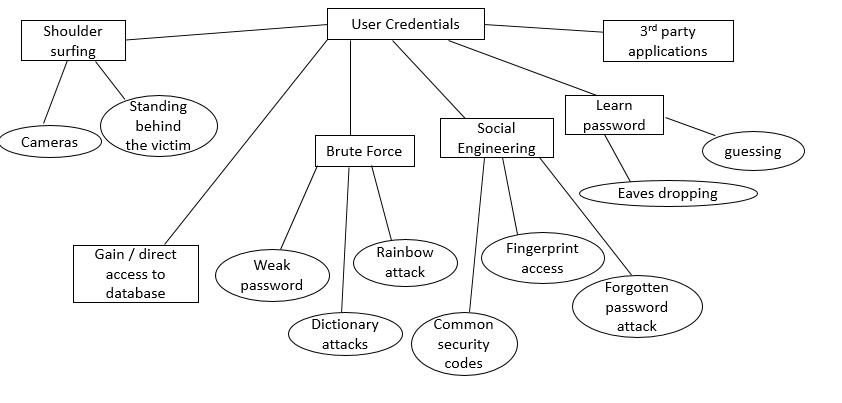 User Credentials
Shoulder
surfing
3rd party
applications
Cameras
Standing
behind
the victim
Brute Force
Social
Engineering
Learn
password
guessing
Eaves dropping
Gain / direct
access to
database
Weak
password
Rainbow
attack
Dictionary
attacks
Fingerprint
access
Common
security
codes
Forgotten
password
attack